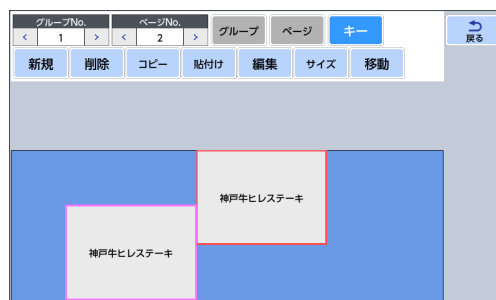 グループNo. ページNo.
< 1 > < 2 > グループ ページ キー 戻る
新規 削除 コピー 貼付け 編集 サイズ 移動
神戸牛ヒレステーキ
神戸牛ヒレステーキ